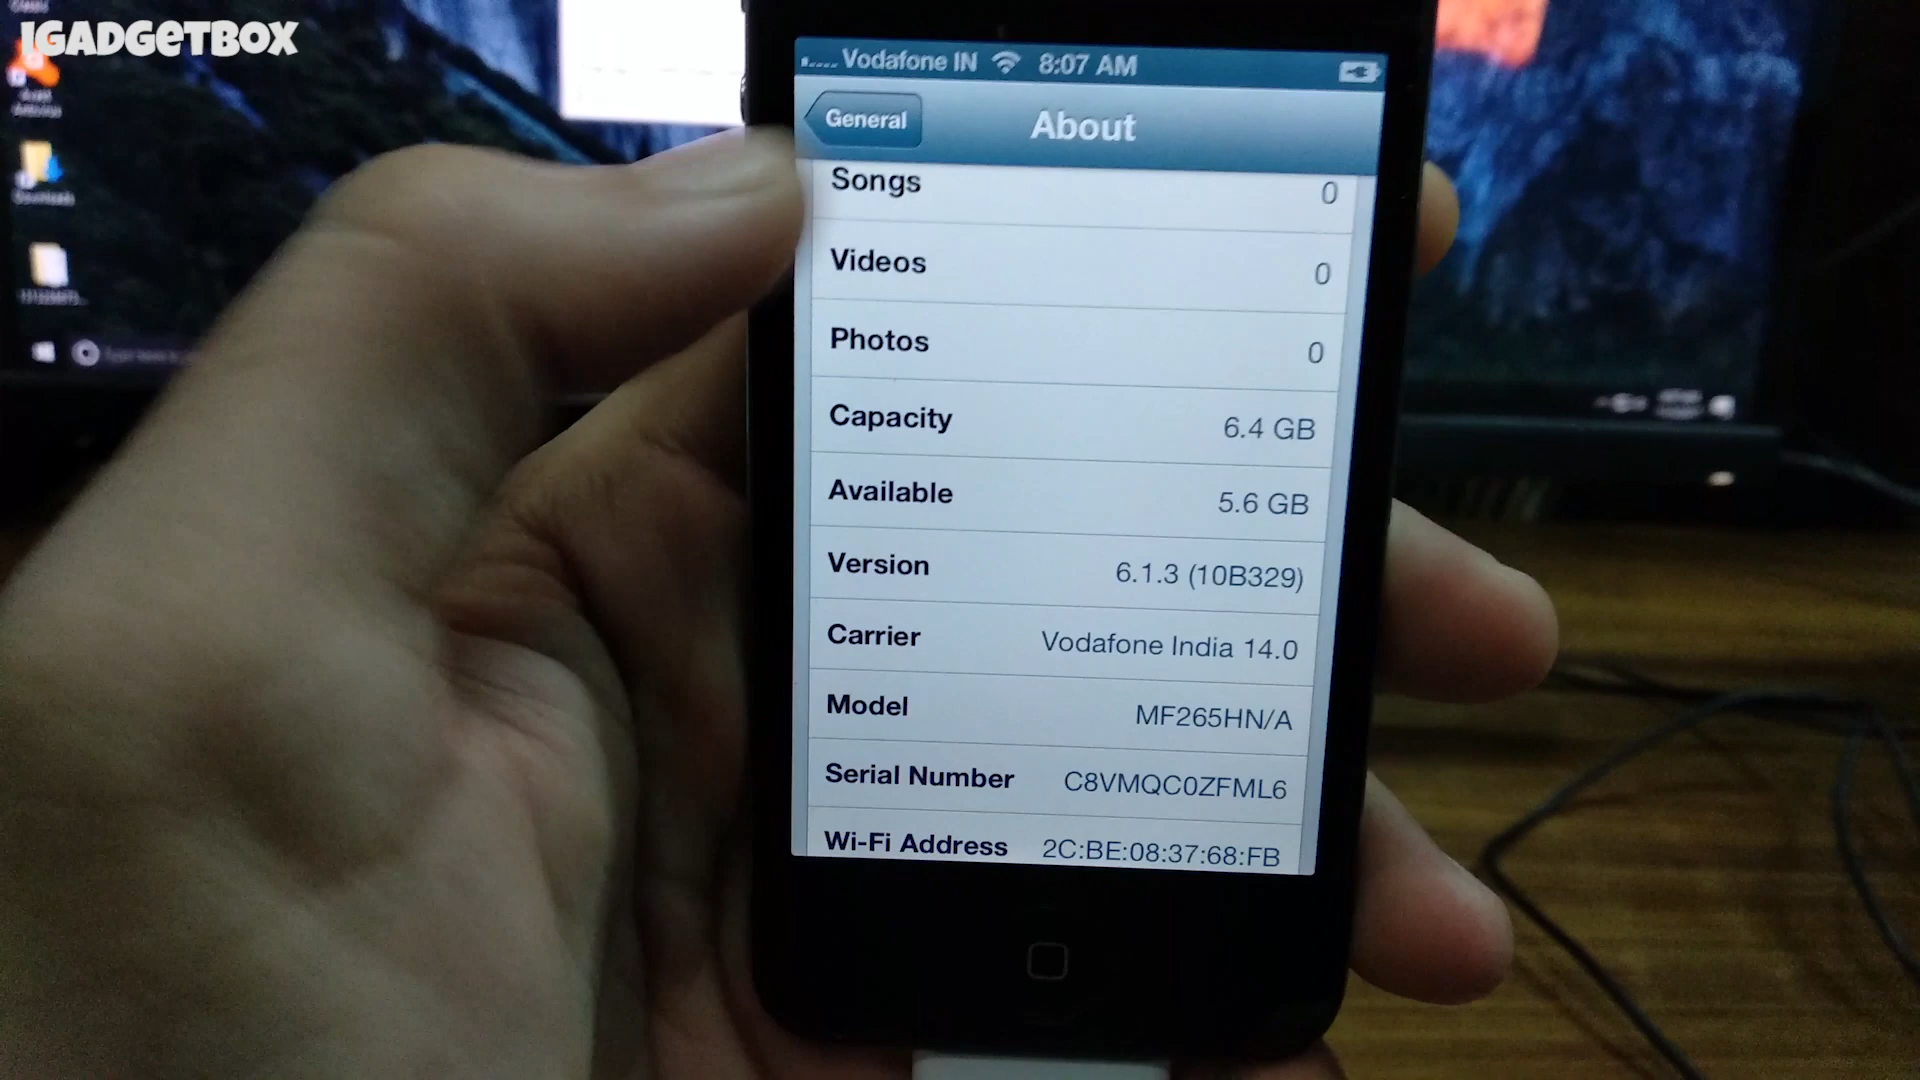 iGADGETBOX
Vodafone IN 8:07 AM
General
About
Songs 0
Videos 0
Photos 0
Capacity 6.4 GB
Available 5.6 GB
Version 6.1.3 (10B329)
Carrier Vodafone India 14.0
Model MF265HN/A
Serial Number C8VMQC0ZFML6
Wi-Fi Address 2C:BE:08:37:68:FB
Downloads